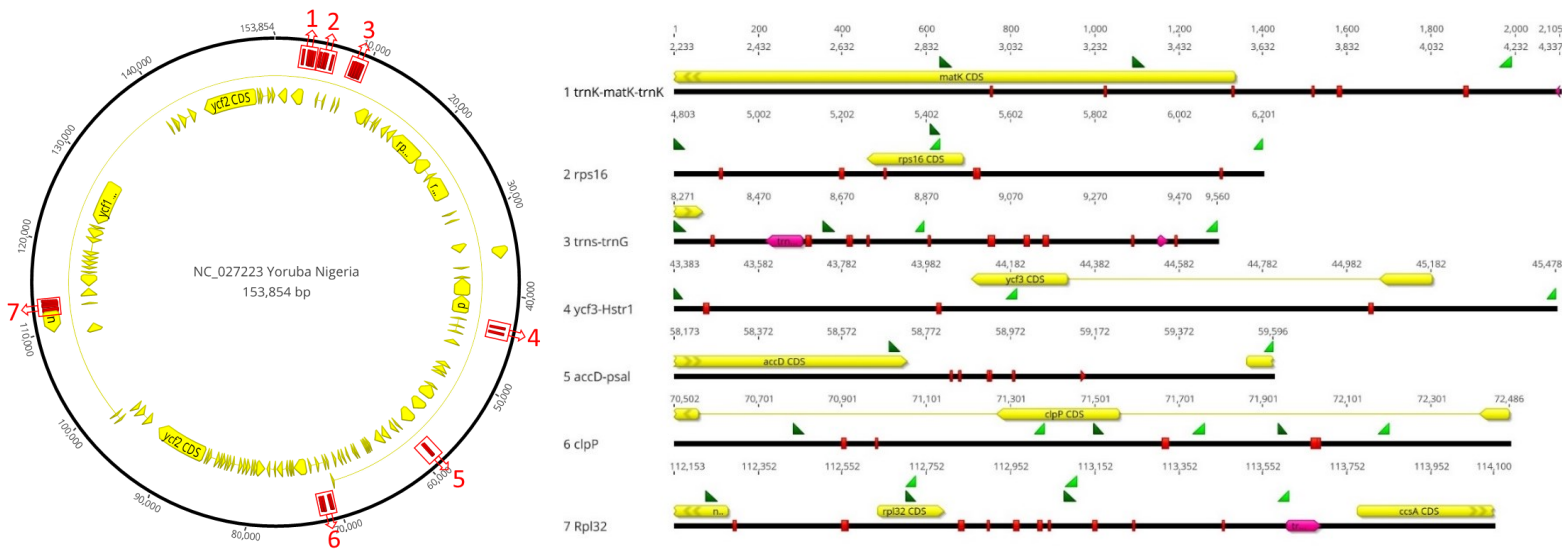 153,854
1
2
3
10,000
20,000
30,000
40,000
4
50,000
5
60,000
6
70,000
80,000
90,000
100,000
110,000
7
120,000
130,000
140,000
ycf2 CDS
rp...
r...
p
ycf2 CDS
n
ycf1 ...
NC_027223 Yoruba Nigeria
153,854 bp
1 200 400 600 800 1,000 1,200 1,400 1,600 1,800 2,000 2,105
2,233 2,432 2,632 2,832 3,032 3,232 3,432 3,632 3,832 4,032 4,232 4,337
matK CDS
1 trnK-matK-trnK
4,803 5,002 5,202 5,402 5,602 5,802 6,002 6,201
rps16 CDS
2 rps16
8,271 8,470 8,670 8,870 9,070 9,270 9,470 9,560
3 trns-trnG
trn...
43,383 43,582 43,782 43,982 44,182 44,382 44,582 44,782 44,982 45,182 45,478
ycf3 CDS
4 ycf3-Hstr1
58,173 58,372 58,572 58,772 58,972 59,172 59,372 59,596
accD CDS
5 accD-psaI
70,502 70,701 70,901 71,101 71,301 71,501 71,701 71,901 72,101 72,301 72,486
clpP CDS
6 clpP
112,153 112,352 112,552 112,752 112,952 113,152 113,352 113,552 113,752 113,952 114,100
n.. rpl32 CDS ccsA CDS
7 Rpl32
tr...